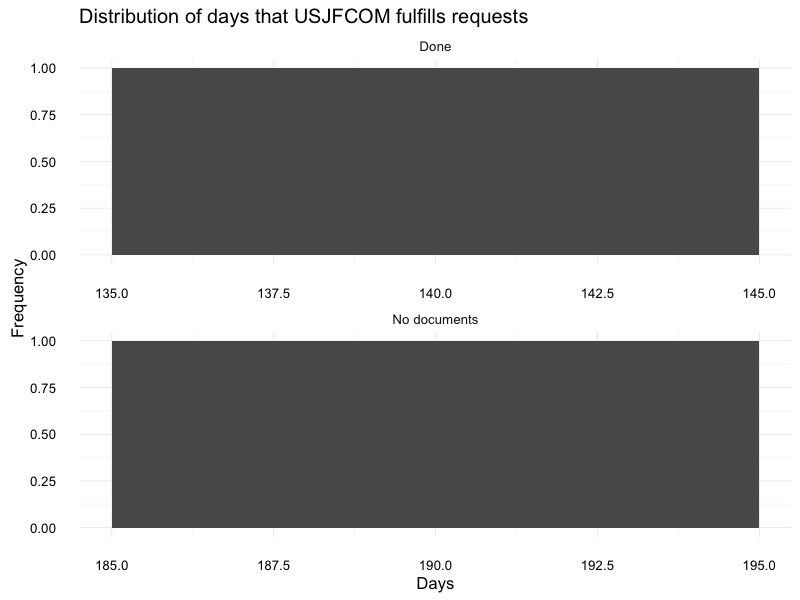 Distribution of days that USJFCOM fulfills requests
Done
1.00
0.75
0.50
0.25
0.00
135.0 137.5 140.0 142.5 145.0
Frequency
No documents
1.00
0.75
0.50
0.25
0.00
185.0 187.5 190.0 192.5 195.0
Days